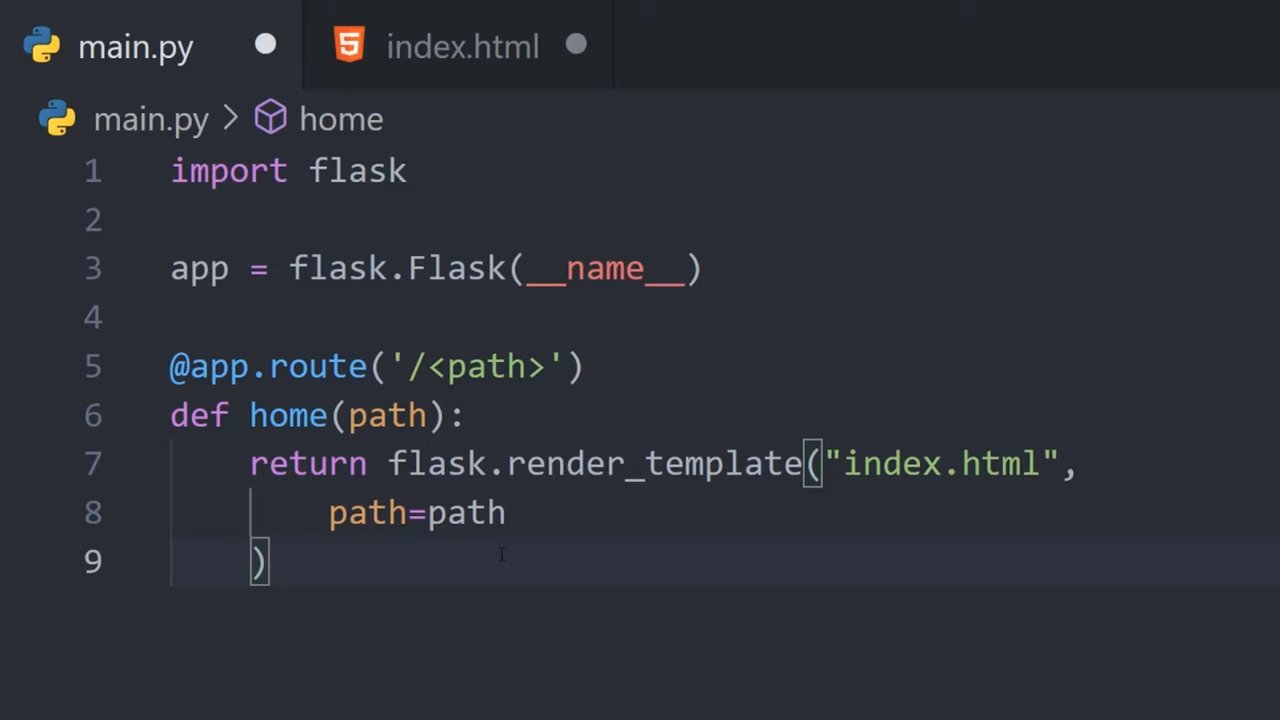 main.py index.html
main.py > home
1 import flask
2
3 app = flask.Flask(__name__)
4
5 @app.route('/<path>')
6 def home(path):
7     return flask.render_template("index.html",
8         path=path
9     )